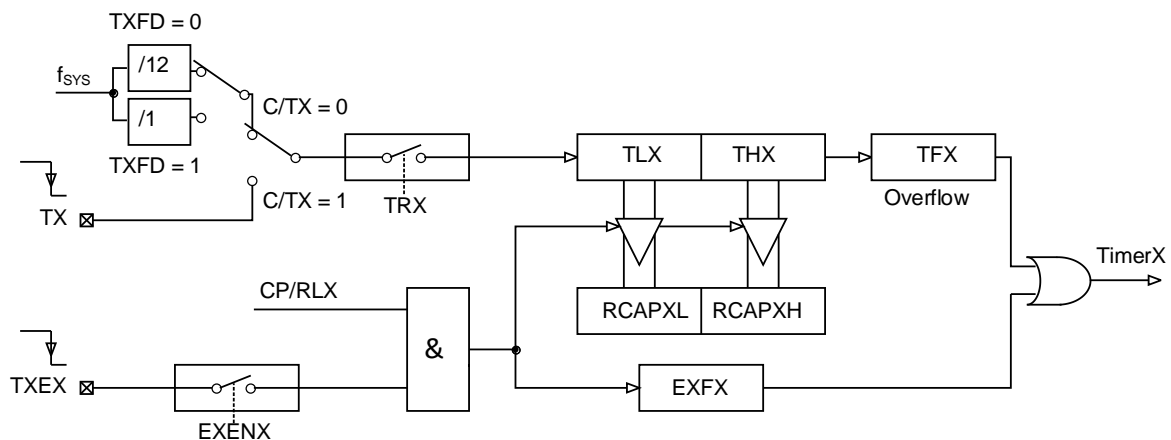 TXFD = 0
/12
fSYS
C/TX = 0
/1
TXFD = 1
TLX
THX
TFX
C/TX = 1
TRX
Overflow
TX
TimerX
CP/RLX
RCAPXL
RCAPXH
&
TXEX
EXFX
EXENX